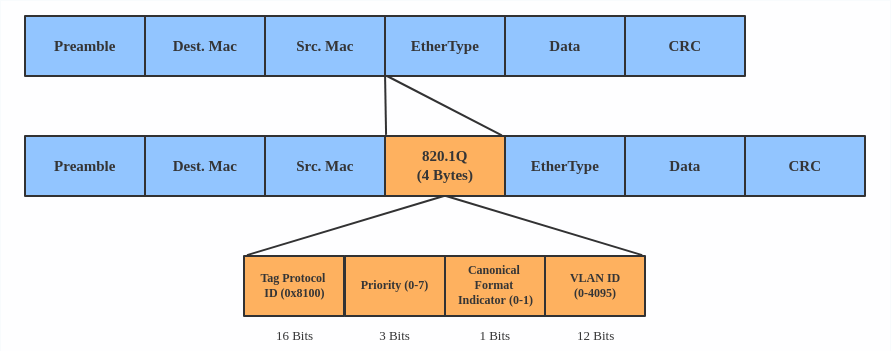 Preamble
Dest. Mac
Src. Mac
EtherType
Data
CRC
Preamble
Dest. Mac
Src. Mac
820.1Q
(4 Bytes)
EtherType
Data
CRC
Tag Protocol
ID (0x8100)
Priority (0-7)
Canonical
Format
Indicator (0-1)
VLAN ID
(0-4095)
16 Bits
3 Bits
1 Bits
12 Bits